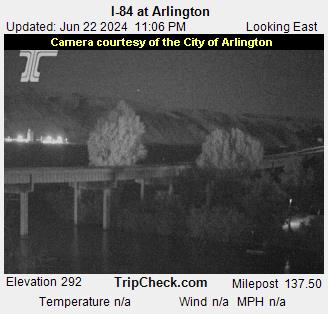 I-84 at Arlington
Updated: Jun 22 2024 11:06 PM Looking East
Camera courtesy of the City of Arlington
Elevation 292 TripCheck.com Milepost 137.50
Temperature n/a Wind n/a MPH n/a